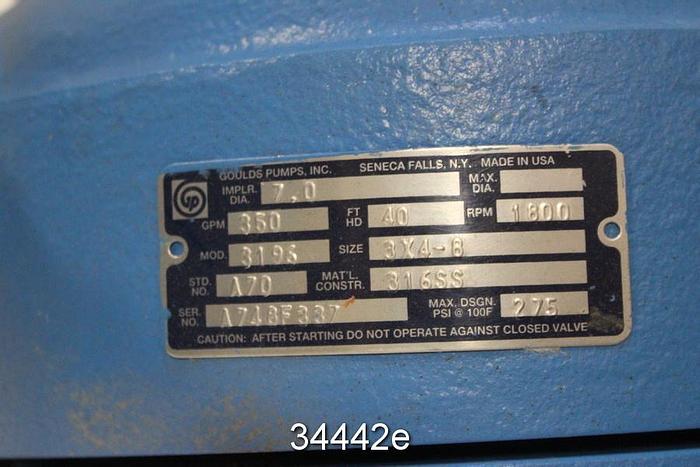 GOULDS PUMPS, INC. SENECA FALLS, N.Y. MADE IN USA
IMPLR. DIA. 7.0 MAX. DIA.
GPM 350 FT HD 40 RPM 1800
MOD. 3196 SIZE 3X4-8
STD. NO. A70 MAT'L. CONSTR. 316SS
SER. NO. A748F337 MAX. DSGN. PSI @ 100F 275
CAUTION: AFTER STARTING DO NOT OPERATE AGAINST CLOSED VALVE
34442e